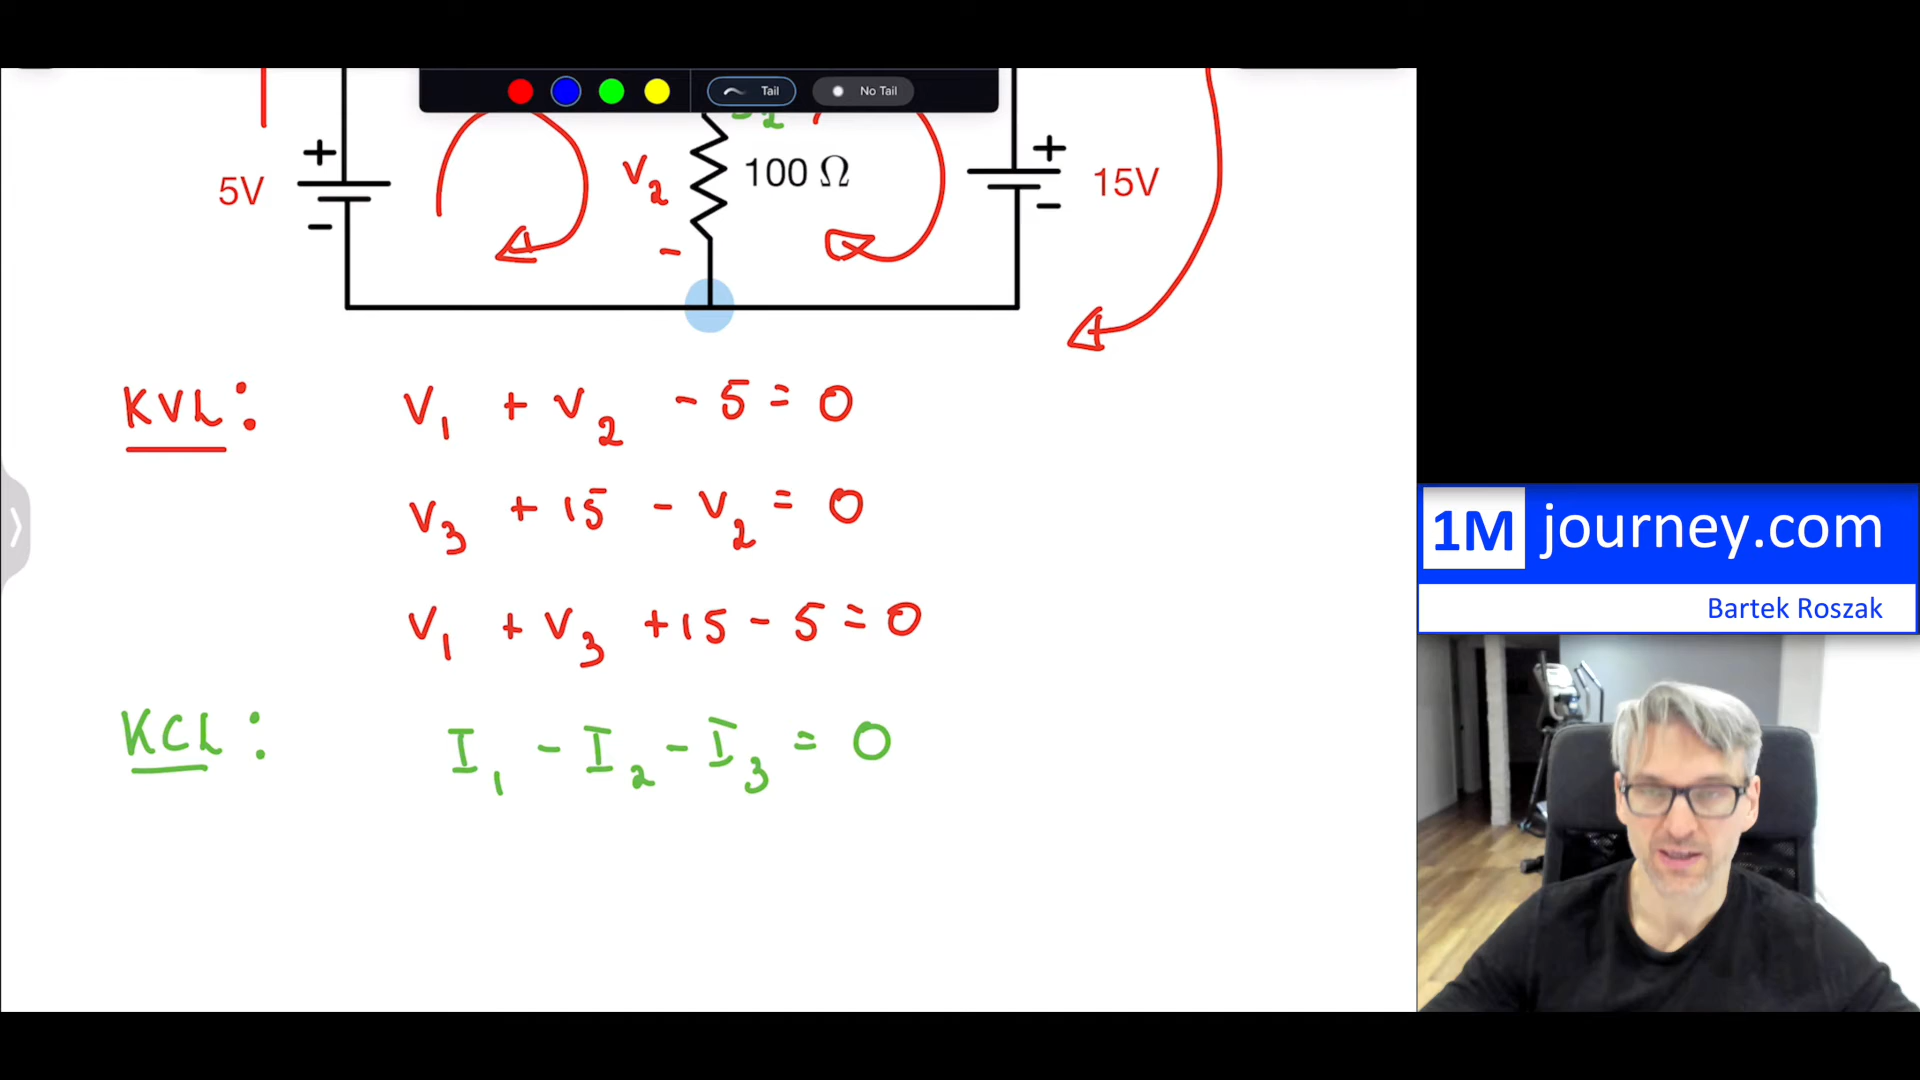 Tail No Tail
2
+ V2 100 Ω + 
5V 15V
- - -
KVL: V1 + V2 - 5 = 0
V3 + 15 - V2 = 0
V1 + V3 + 15 - 5 = 0
KCL: I1 - I2 - I3 = 0
1M journey.com
Bartek Roszak